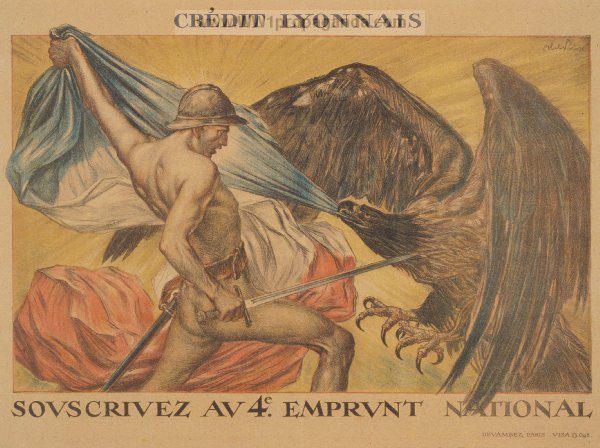 CRÉDIT LYONNAIS
SOVSCRIVEZ AV 4e. EMPRVNT NATIONAL
DEVAMBEZ PARIS